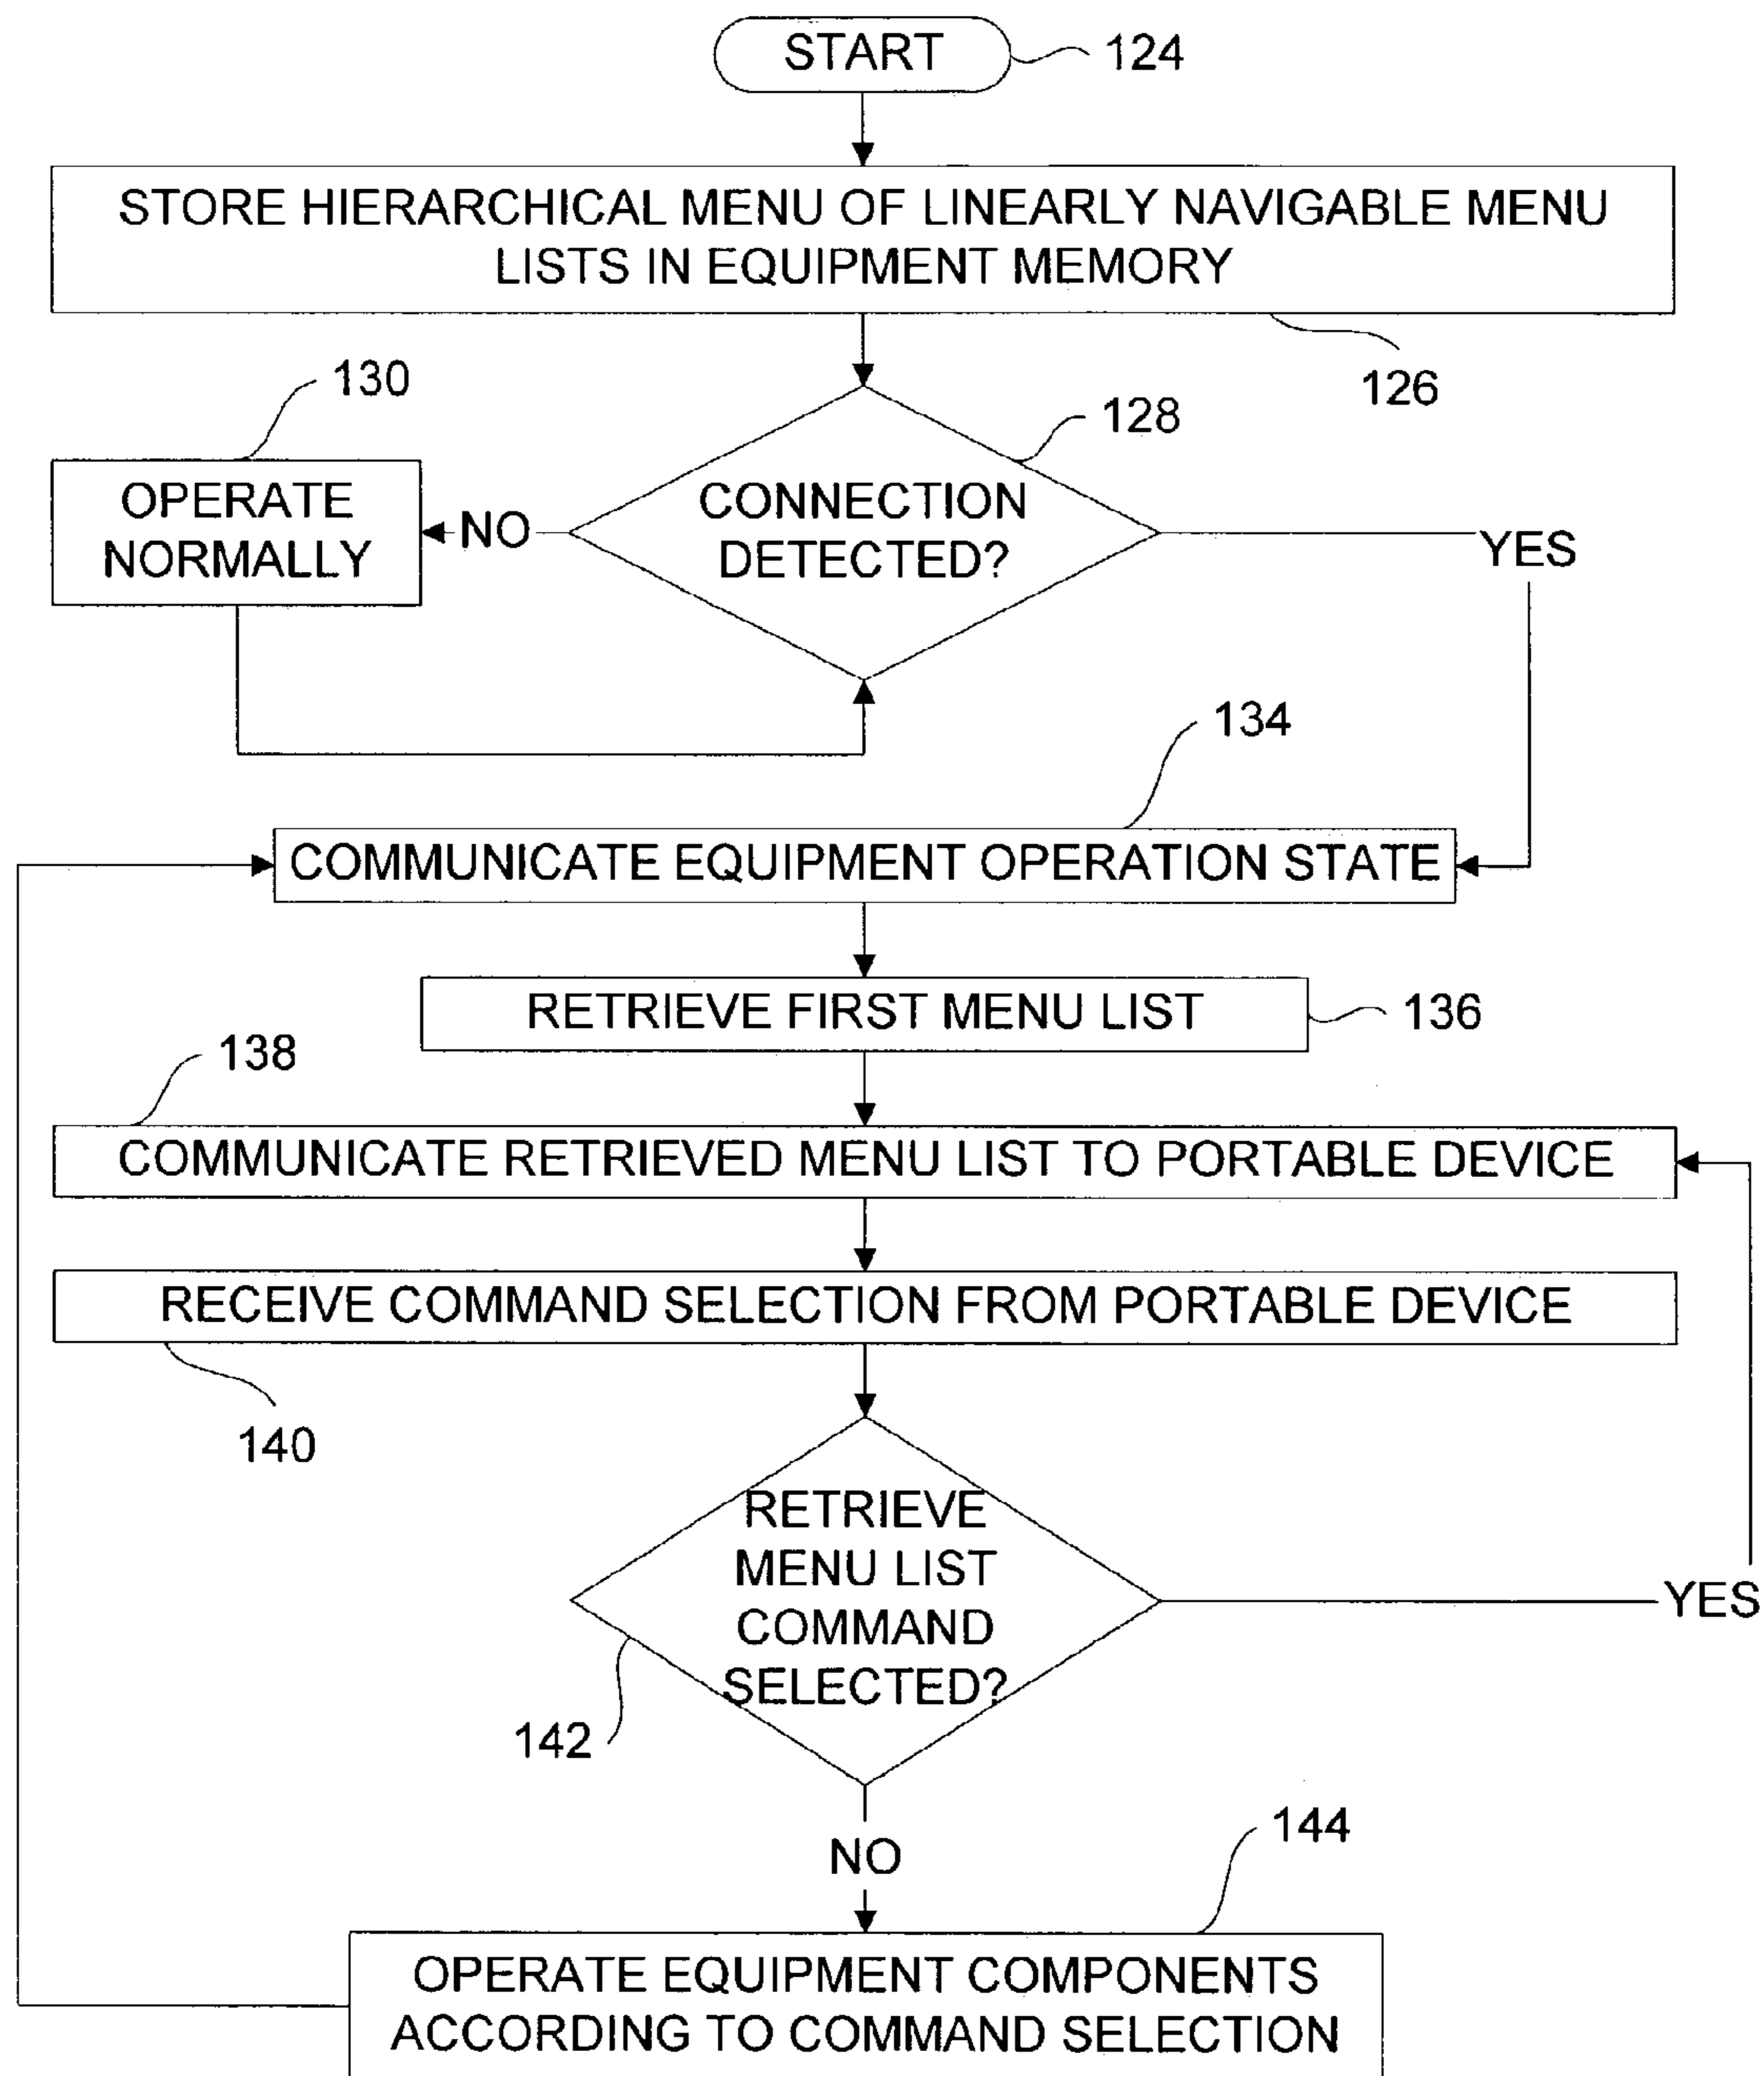 START
124
STORE HIERARCHICAL MENU OF LINEARLY NAVIGABLE MENU
LISTS IN EQUIPMENT MEMORY
126
130
128
OPERATE
NORMALLY
NO
CONNECTION
DETECTED?
YES
134
COMMUNICATE EQUIPMENT OPERATION STATE
RETRIEVE FIRST MENU LIST
136
138
COMMUNICATE RETRIEVED MENU LIST TO PORTABLE DEVICE
RECEIVE COMMAND SELECTION FROM PORTABLE DEVICE
140
RETRIEVE
MENU LIST
COMMAND
SELECTED?
YES
142
NO
144
OPERATE EQUIPMENT COMPONENTS
ACCORDING TO COMMAND SELECTION